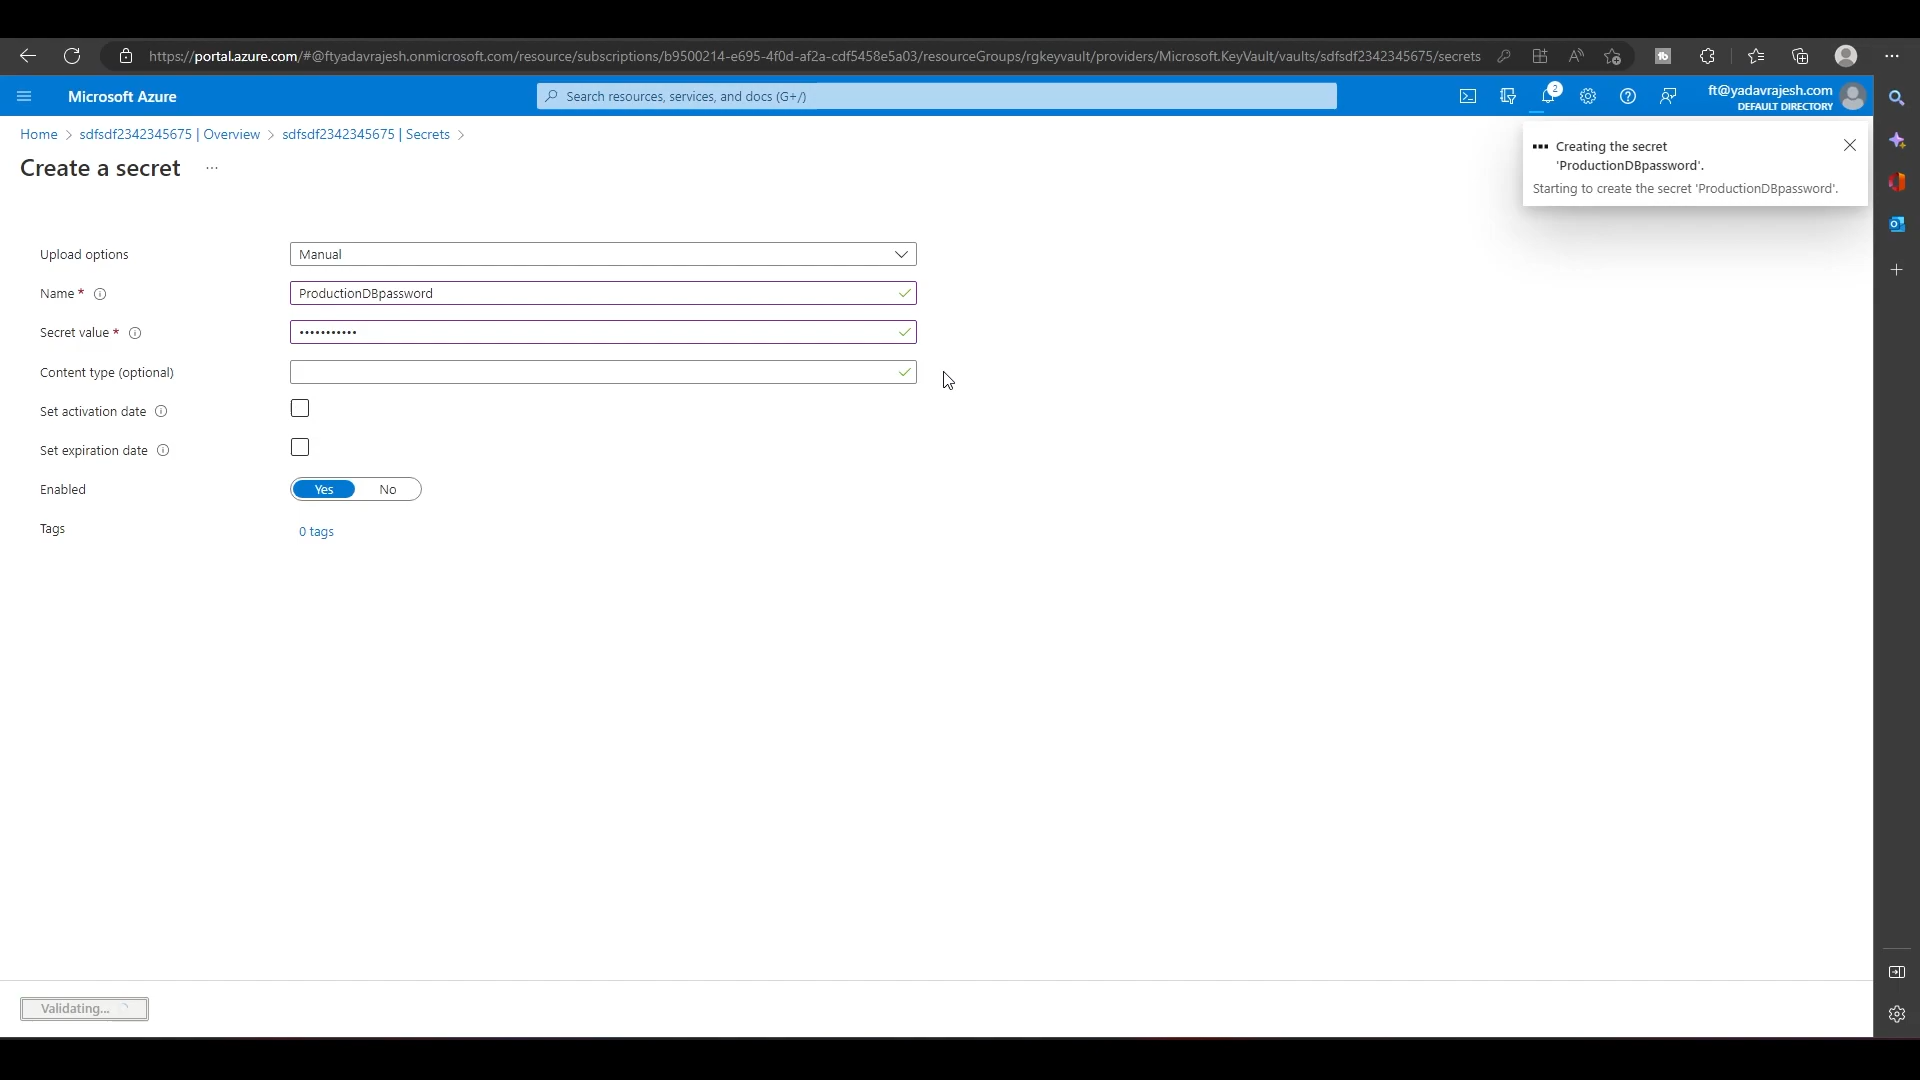 https://portal.azure.com/#@ftyadavrajesh.onmicrosoft.com/resource/subscriptions/b9500214-e695-4f0d-af2a-cdf5458e5a03/resourceGroups/rgkeyvault/providers/Microsoft.KeyVault/vaults/sdfsdf2342345675/secrets
Microsoft Azure
Search resources, services, and docs (G+/)
2
ft@yadavrajesh.com
DEFAULT DIRECTORY
Home > sdfsdf2342345675 | Overview > sdfsdf2342345675 | Secrets >
Create a secret ...
Creating the secret
'ProductionDBpassword'.
Starting to create the secret 'ProductionDBpassword'.
Upload options
Manual
Name *
ProductionDBpassword
Secret value *
•••••••••••
Content type (optional)
Set activation date
Set expiration date
Enabled
Yes No
Tags
0 tags
Validating...